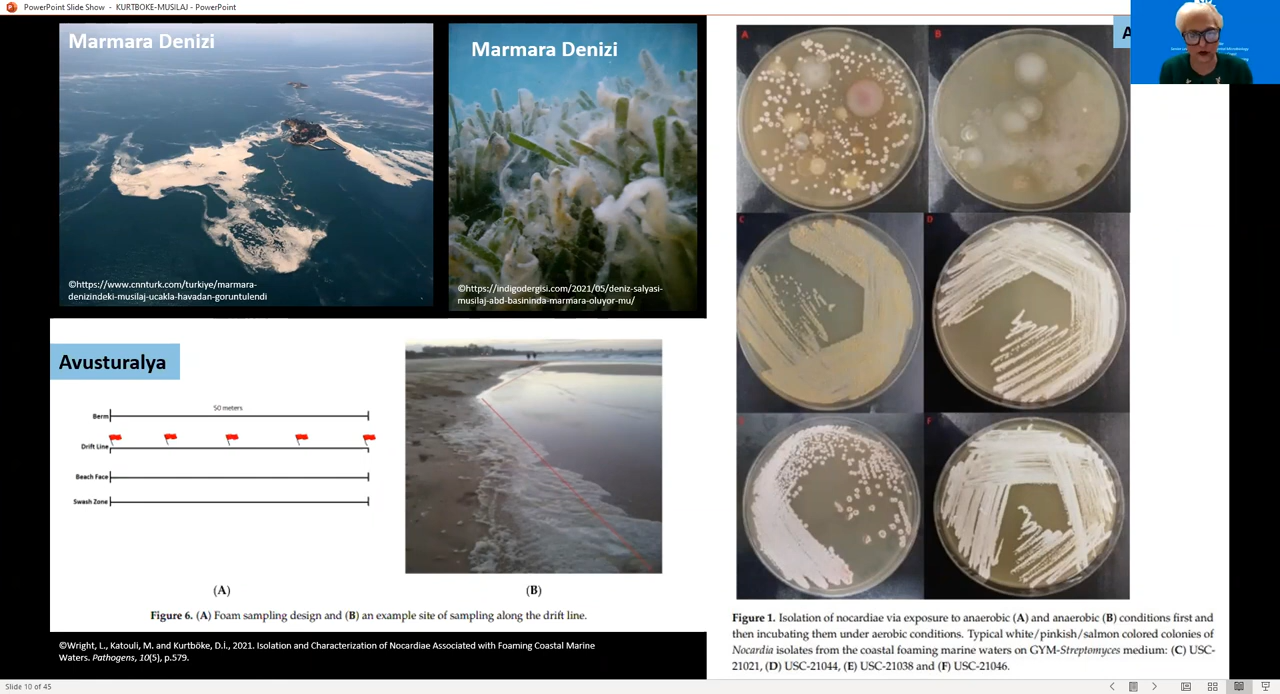 PowerPoint Slide Show - KURTBOKE-MUSILAJ - PowerPoint
Marmara Denizi
©https://www.cnnturk.com/turkiye/marmara-
denizindeki-musilaj-ucakla-havadan-goruntulendi
Marmara Denizi
©https://indigodergisi.com/2021/05/deniz-salyasi-
musilaj-abd-basininda-marmara-oluyor-mu/
Avusturalya
50 meters
Berm
Drift Line
Beach Face
Swash Zone
(A)
(B)
Figure 6. (A) Foam sampling design and (B) an example site of sampling along the drift line.
©Wright, L., Katouli, M. and Kurtböke, D.İ., 2021. Isolation and Characterization of Nocardiae Associated with Foaming Coastal Marine
Waters. Pathogens, 10(5), p.579.
A
A
B
C
D
F
Figure 1. Isolation of nocardiae via exposure to anaerobic (A) and anaerobic (B) conditions first and
then incubating them under aerobic conditions. Typical white/pinkish/salmon colored colonies of
Nocardia isolates from the coastal foaming marine waters on GYM-Streptomyces medium: (C) USC-
21021, (D) USC-21044, (E) USC-21038 and (F) USC-21046.
Slide 10 of 45